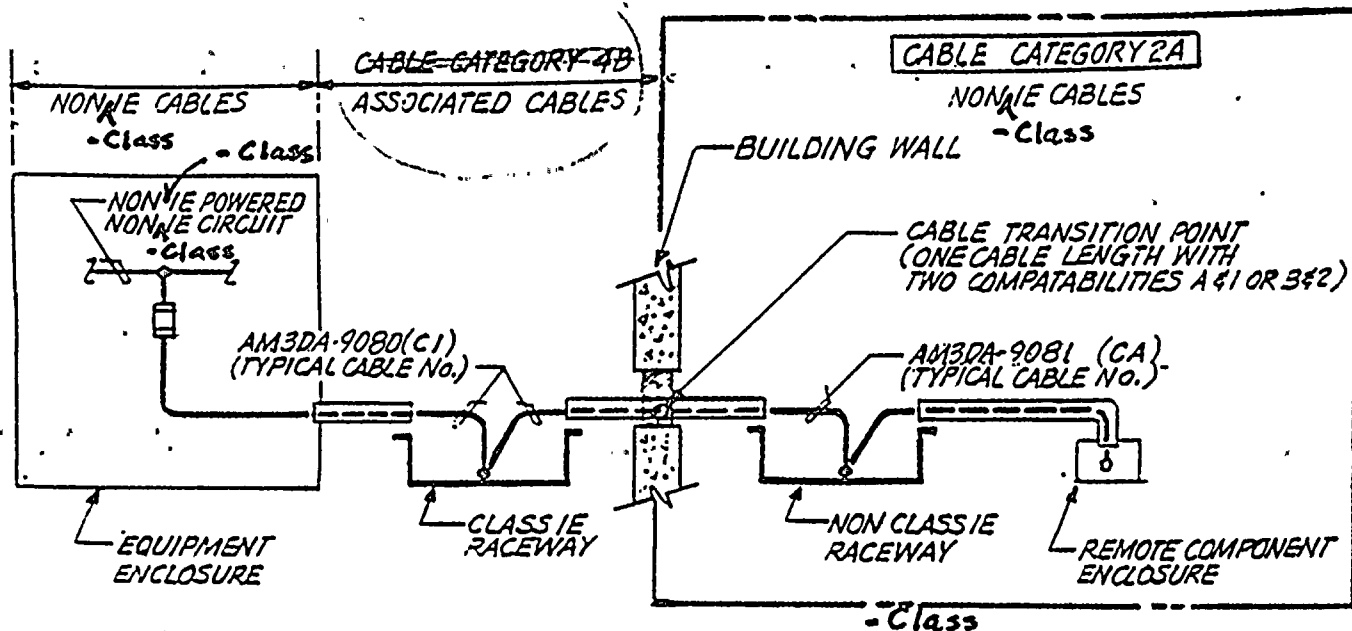 CABLE CATEGORY 4B
ASSOCIATED CABLES
NON IE CABLES
- Class
CABLE CATEGORY 2A
NON IE CABLES
- Class
BUILDING WALL
- Class
NON IE POWERED
NON IE CIRCUIT
- Class
CABLE TRANSITION POINT
(ONE CABLE LENGTH WITH
TWO COMPATABILITIES A &1 OR B&2)
AM3DA-9080(C1)
(TYPICAL CABLE No.)
AM3DA-9081 (CA)
(TYPICAL CABLE No.)
EQUIPMENT
ENCLOSURE
CLASS IE
RACEWAY
NON CLASS IE
RACEWAY
REMOTE COMPONENT
ENCLOSURE
- Class